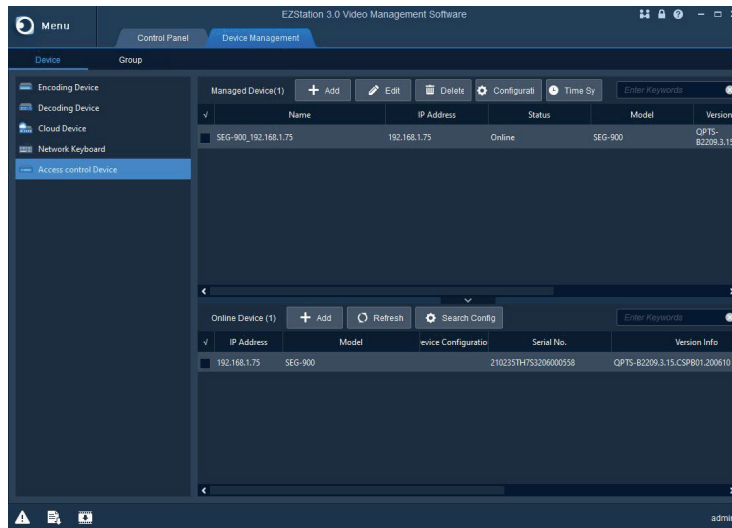 EZStation 3.0 Video Management Software
Menu
Control Panel
Device Management
Device
Group
Encoding Device
Decoding Device
Cloud Device
Network Keyboard
Access control Device
Managed Device(1)
Add
Edit
Delete
Configurati
Time Sy
Enter Keywords
√ Name IP Address Status Model Version
SEG-900_192.168.1.75 192.168.1.75 Online SEG-900 QPTS-
B2209.3.15
Online Device (1)
Add
Refresh
Search Config
Enter Keywords
√ IP Address Model evice Configuratio Serial No. Version Info
192.168.1.75 SEG-900 210235TH7S3206000558 QPTS-B2209.3.15.CSPB01.200610
admin